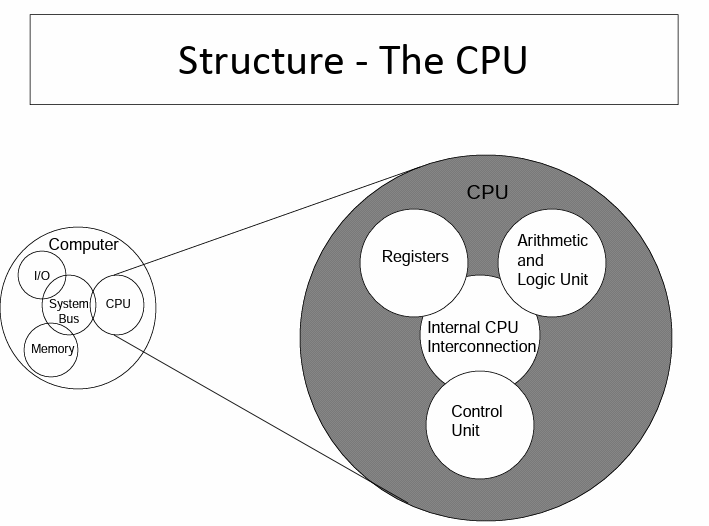 Structure - The CPU
Computer
I/O
System
Bus
CPU
Memory
CPU
Registers
Arithmetic
and
Logic Unit
Internal CPU
Interconnection
Control
Unit